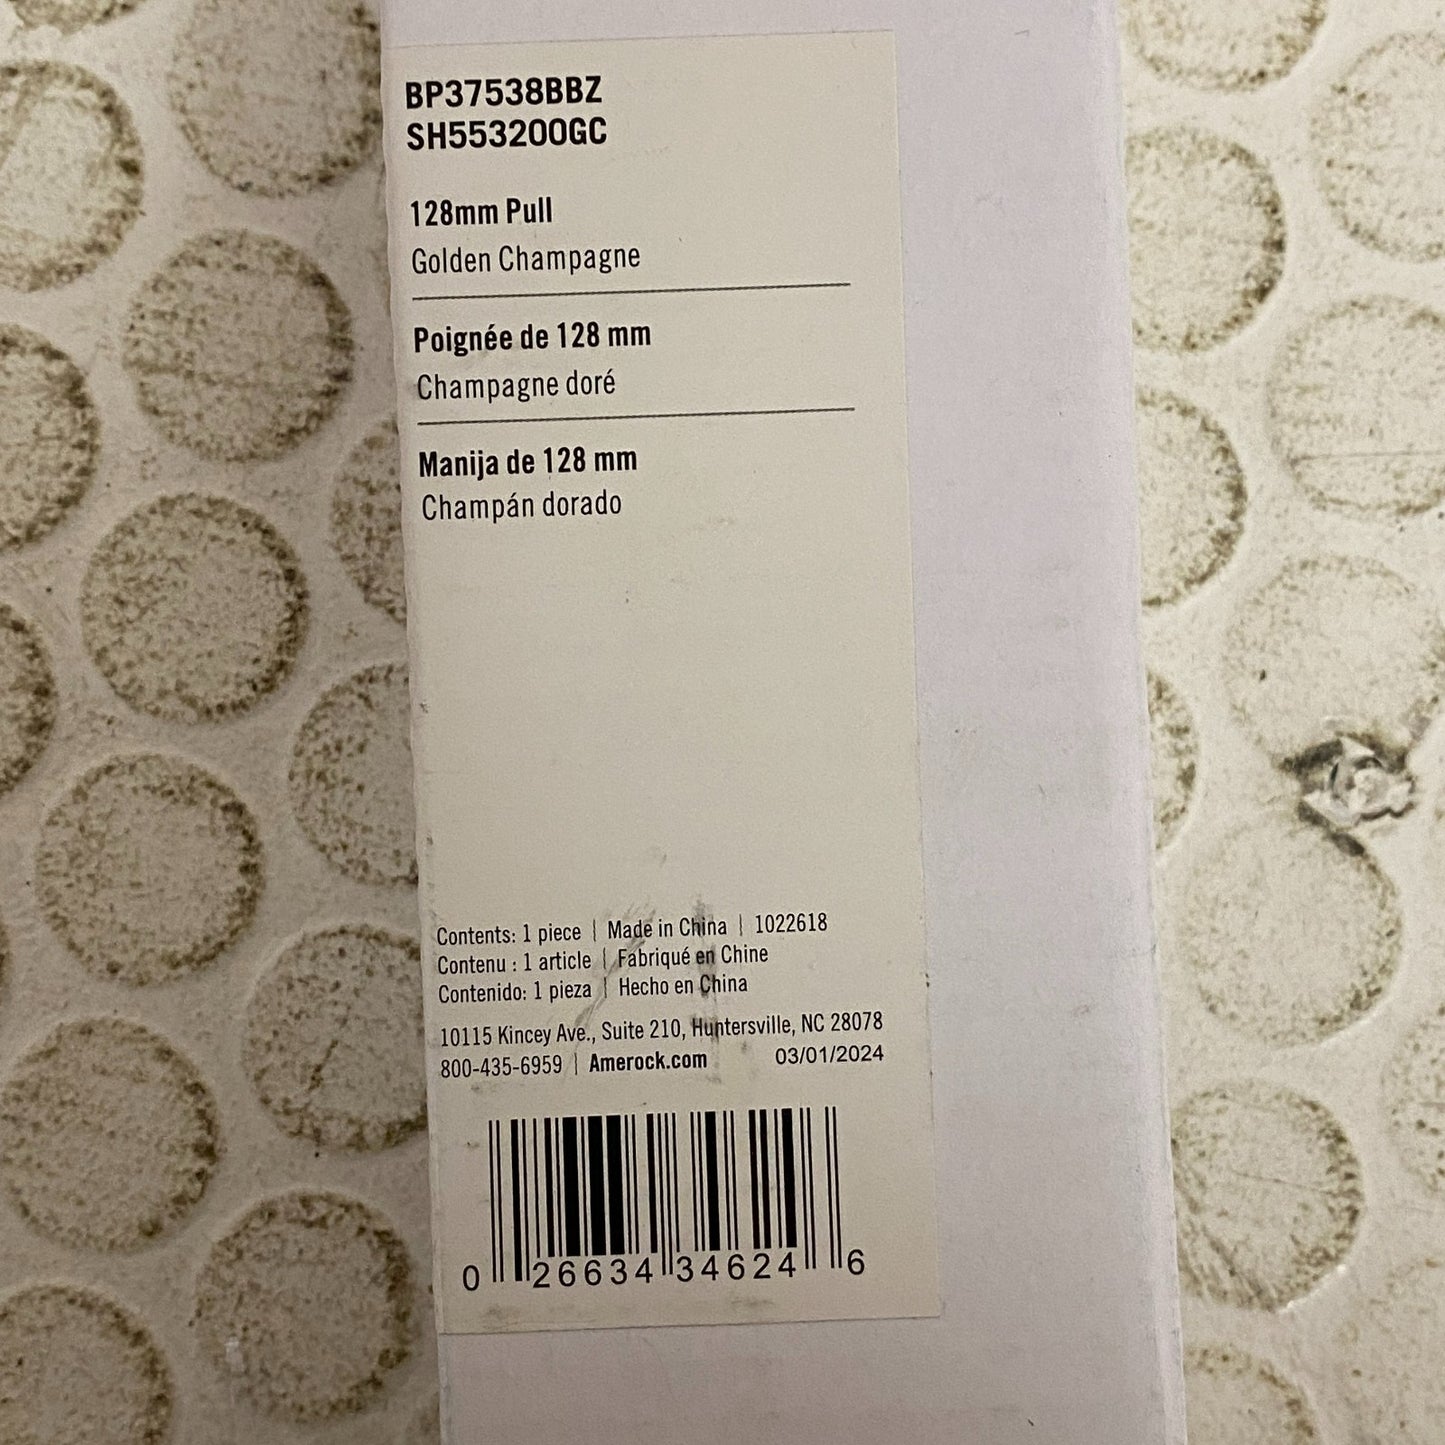 BP37538BBZ
SH553200GC
128mm Pull
Golden Champagne
Poignée de 128 mm
Champagne doré
Manija de 128 mm
Champán dorado
Contents: 1 piece | Made in China | 1022618
Contenu : 1 article | Fabriqué en Chine
Contenido: 1 pieza | Hecho en China
10115 Kincey Ave., Suite 210, Huntersville, NC 28078
800-435-6959 | Amerock.com 03/01/2024
0 26634 34624 6